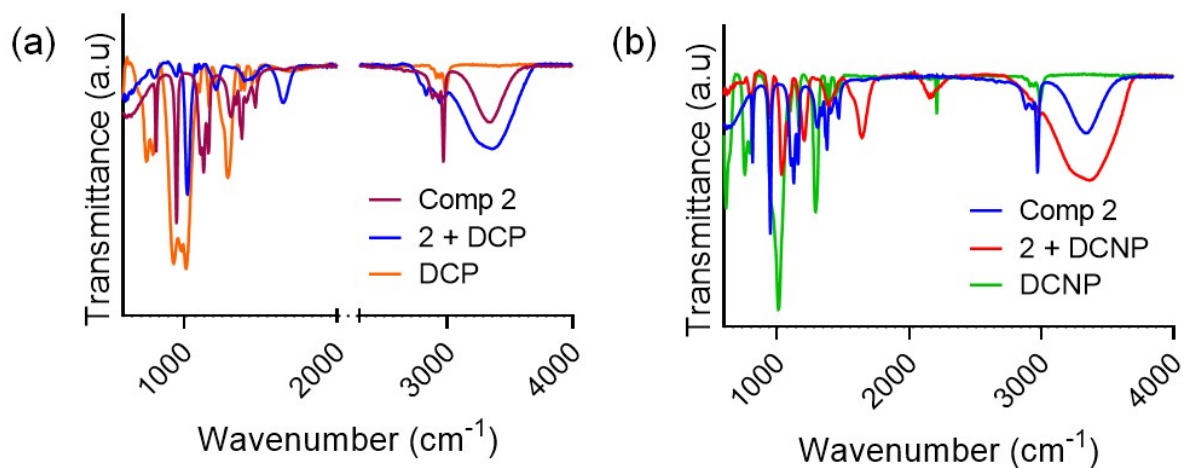 (a)
Transmittance (a.u)
Comp 2
2 + DCP
DCP
1000
2000
3000
4000
Wavenumber (cm-1)
(b)
Transmittance (a.u)
Comp 2
2 + DCNP
DCNP
1000
2000
3000
4000
Wavenumber (cm-1)